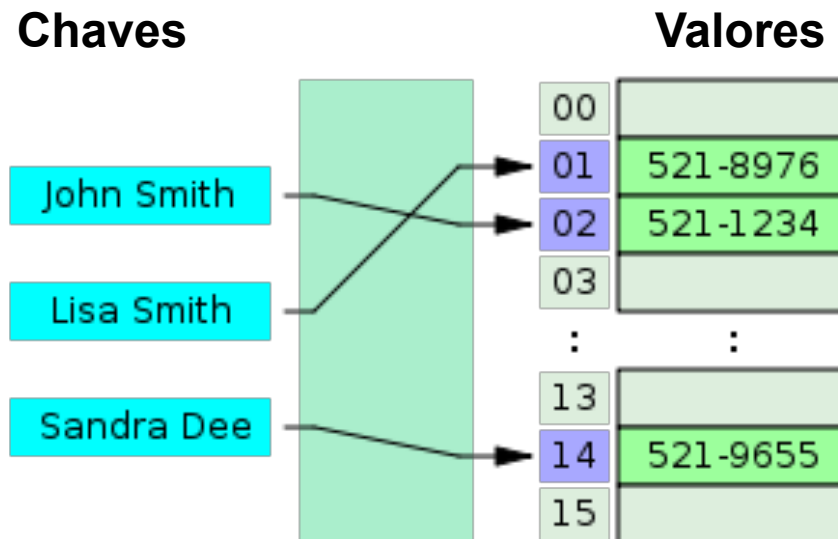 Chaves
Valores
00
01 521-8976
John Smith
02 521-1234
03
Lisa Smith
: :
13
Sandra Dee
14 521-9655
15